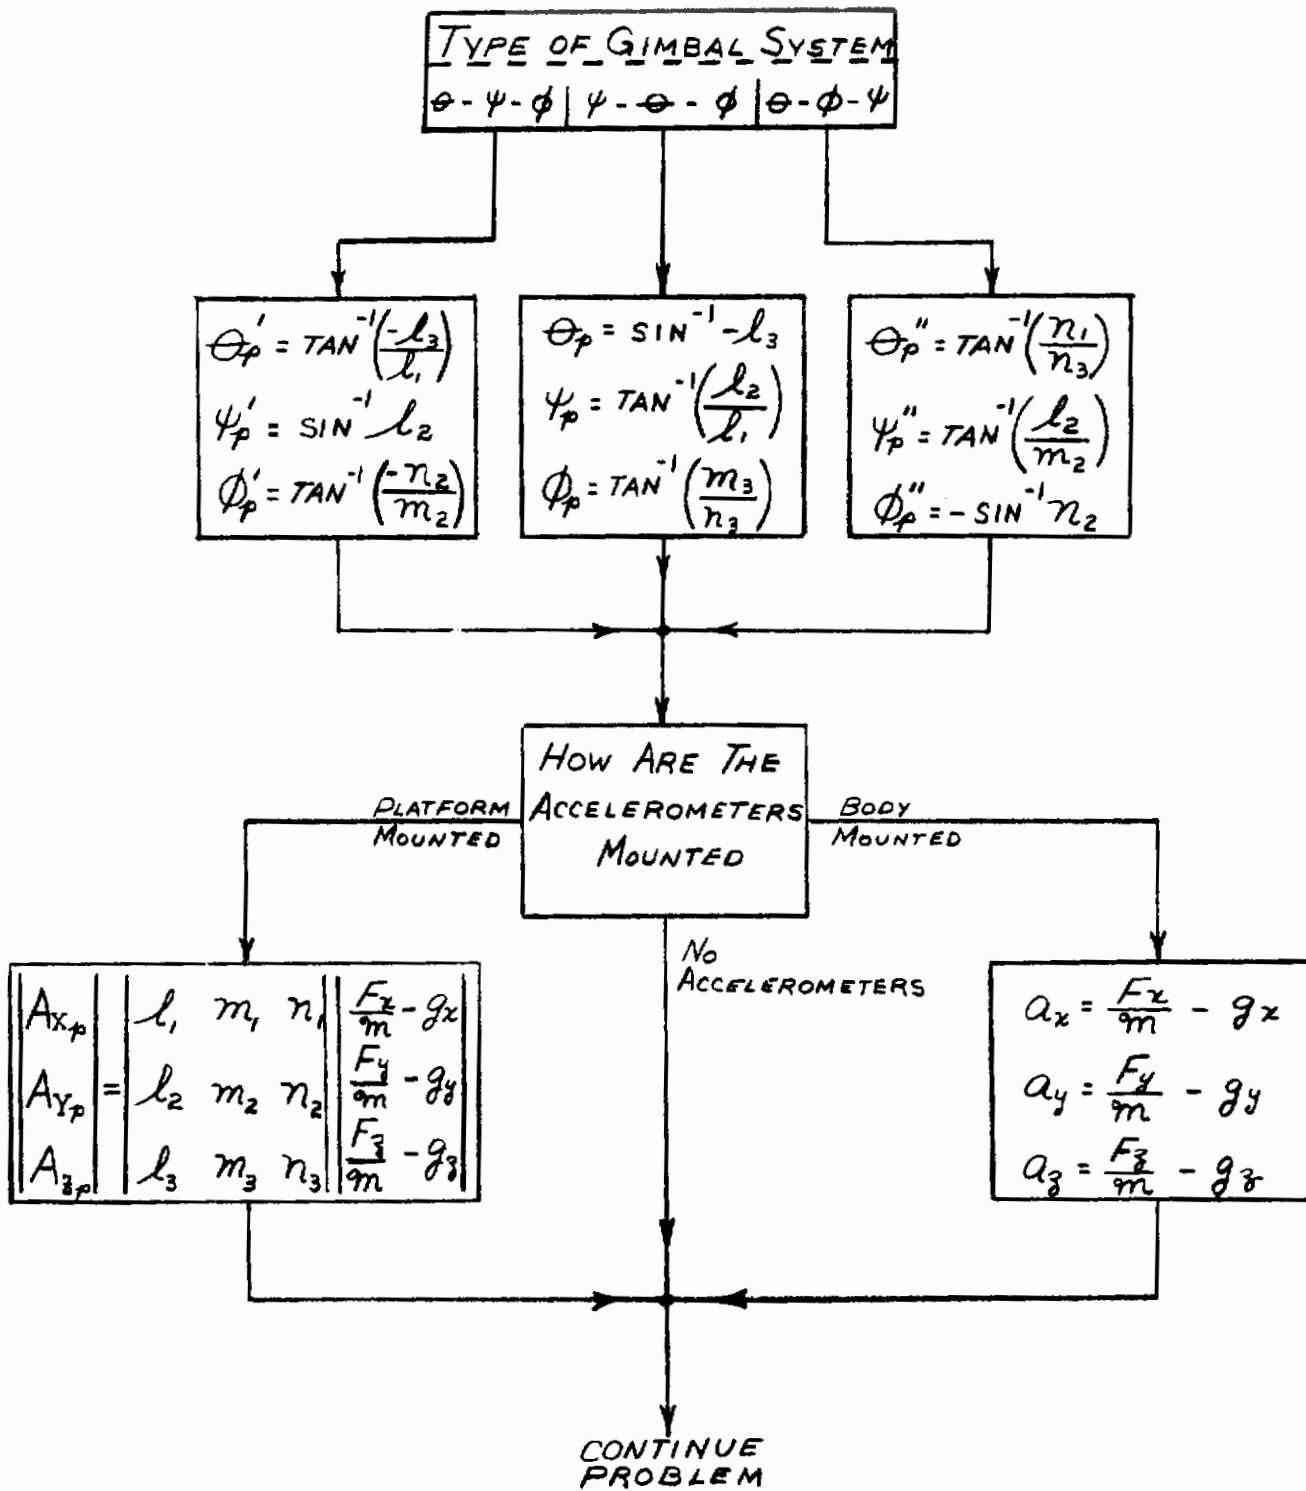 TYPE OF GIMBAL SYSTEM
θ - ψ - ϕ | ψ - θ - ϕ | θ - ϕ - ψ
θp' = TAN⁻¹(-l₃/l₁)
ψp' = SIN⁻¹ l₂
ϕp' = TAN⁻¹(-n₂/m₂)
θp = SIN⁻¹ -l₃
ψp = TAN⁻¹(l₂/l₁)
ϕp = TAN⁻¹(m₃/n₃)
θp'' = TAN⁻¹(n₁/n₃)
ψp'' = TAN⁻¹(l₂/m₂)
ϕp'' = -SIN⁻¹ n₂
HOW ARE THE
ACCELEROMETERS
MOUNTED
PLATFORM
MOUNTED
BODY
MOUNTED
NO
ACCELEROMETERS
|AXp| = |l₁ m₁ n₁| |Fx/m - gx|
|AYp| = |l₂ m₂ n₂| |Fy/m - gy|
|Azp| = |l₃ m₃ n₃| |Fz/m - gz|
ax = Fx/m - gx
ay = Fy/m - gy
az = Fz/m - gz
CONTINUE
PROBLEM